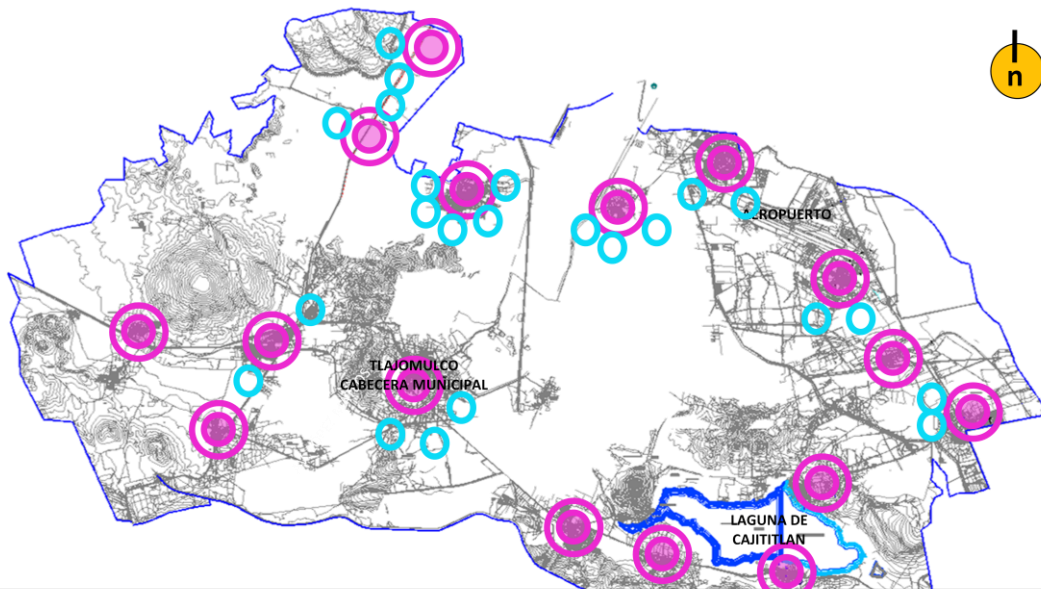 n
AEROPUERTO
TLAJOMULCO
CABECERA MUNICIPAL
LAGUNA DE
CAJITITLAN